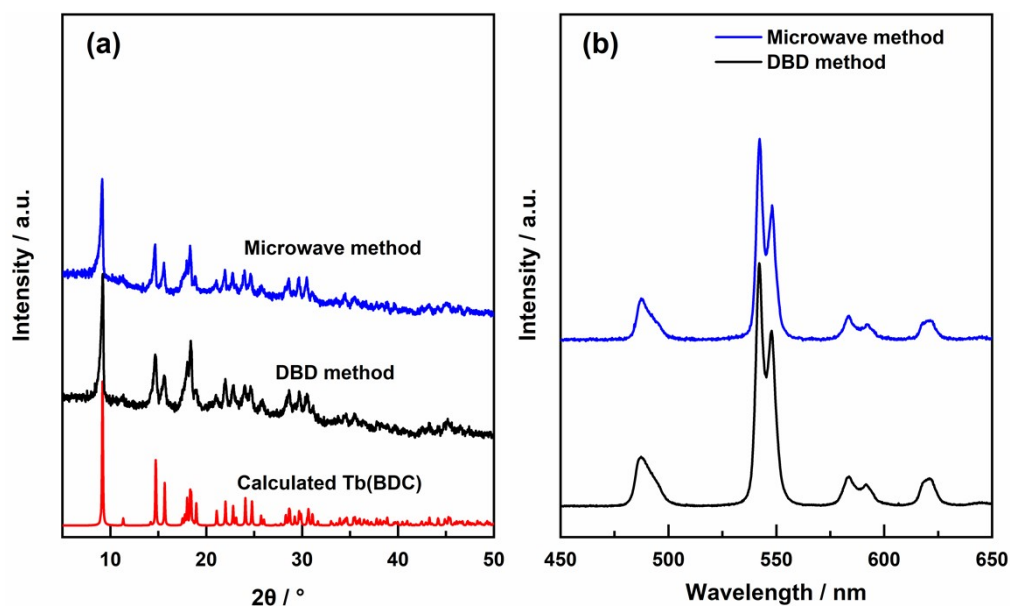 (a)
Intensity / a.u.
Microwave method
DBD method
Calculated Tb(BDC)
10 20 30 40 50
2θ / °
(b)
Microwave method
DBD method
Intensity / a.u.
450 500 550 600 650
Wavelength / nm